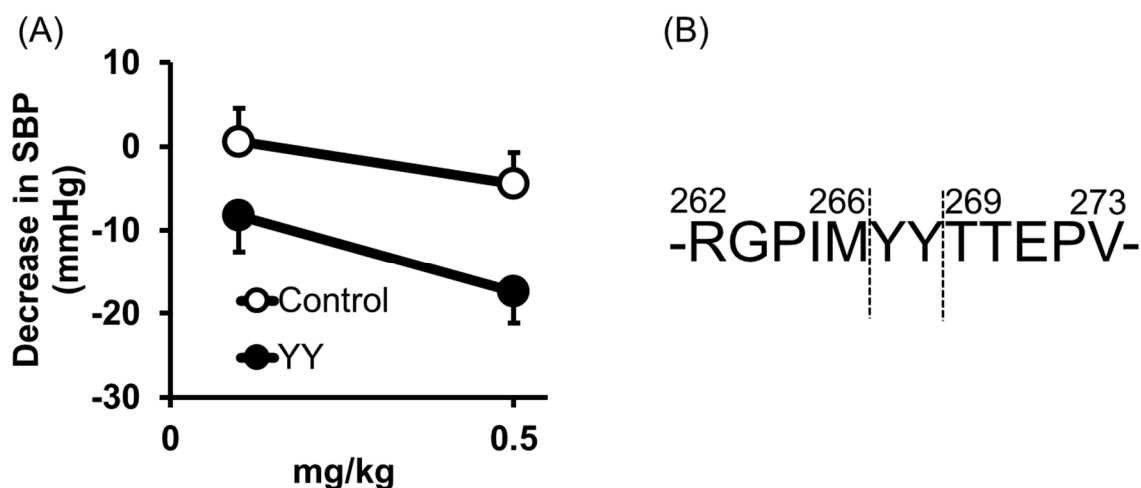 (A)
Decrease in SBP
(mmHg)
10
0
-10
-20
-30
Control
YY
0
0.5
mg/kg
(B)
262 266 269 273
-RGPIMYYTTEPV-